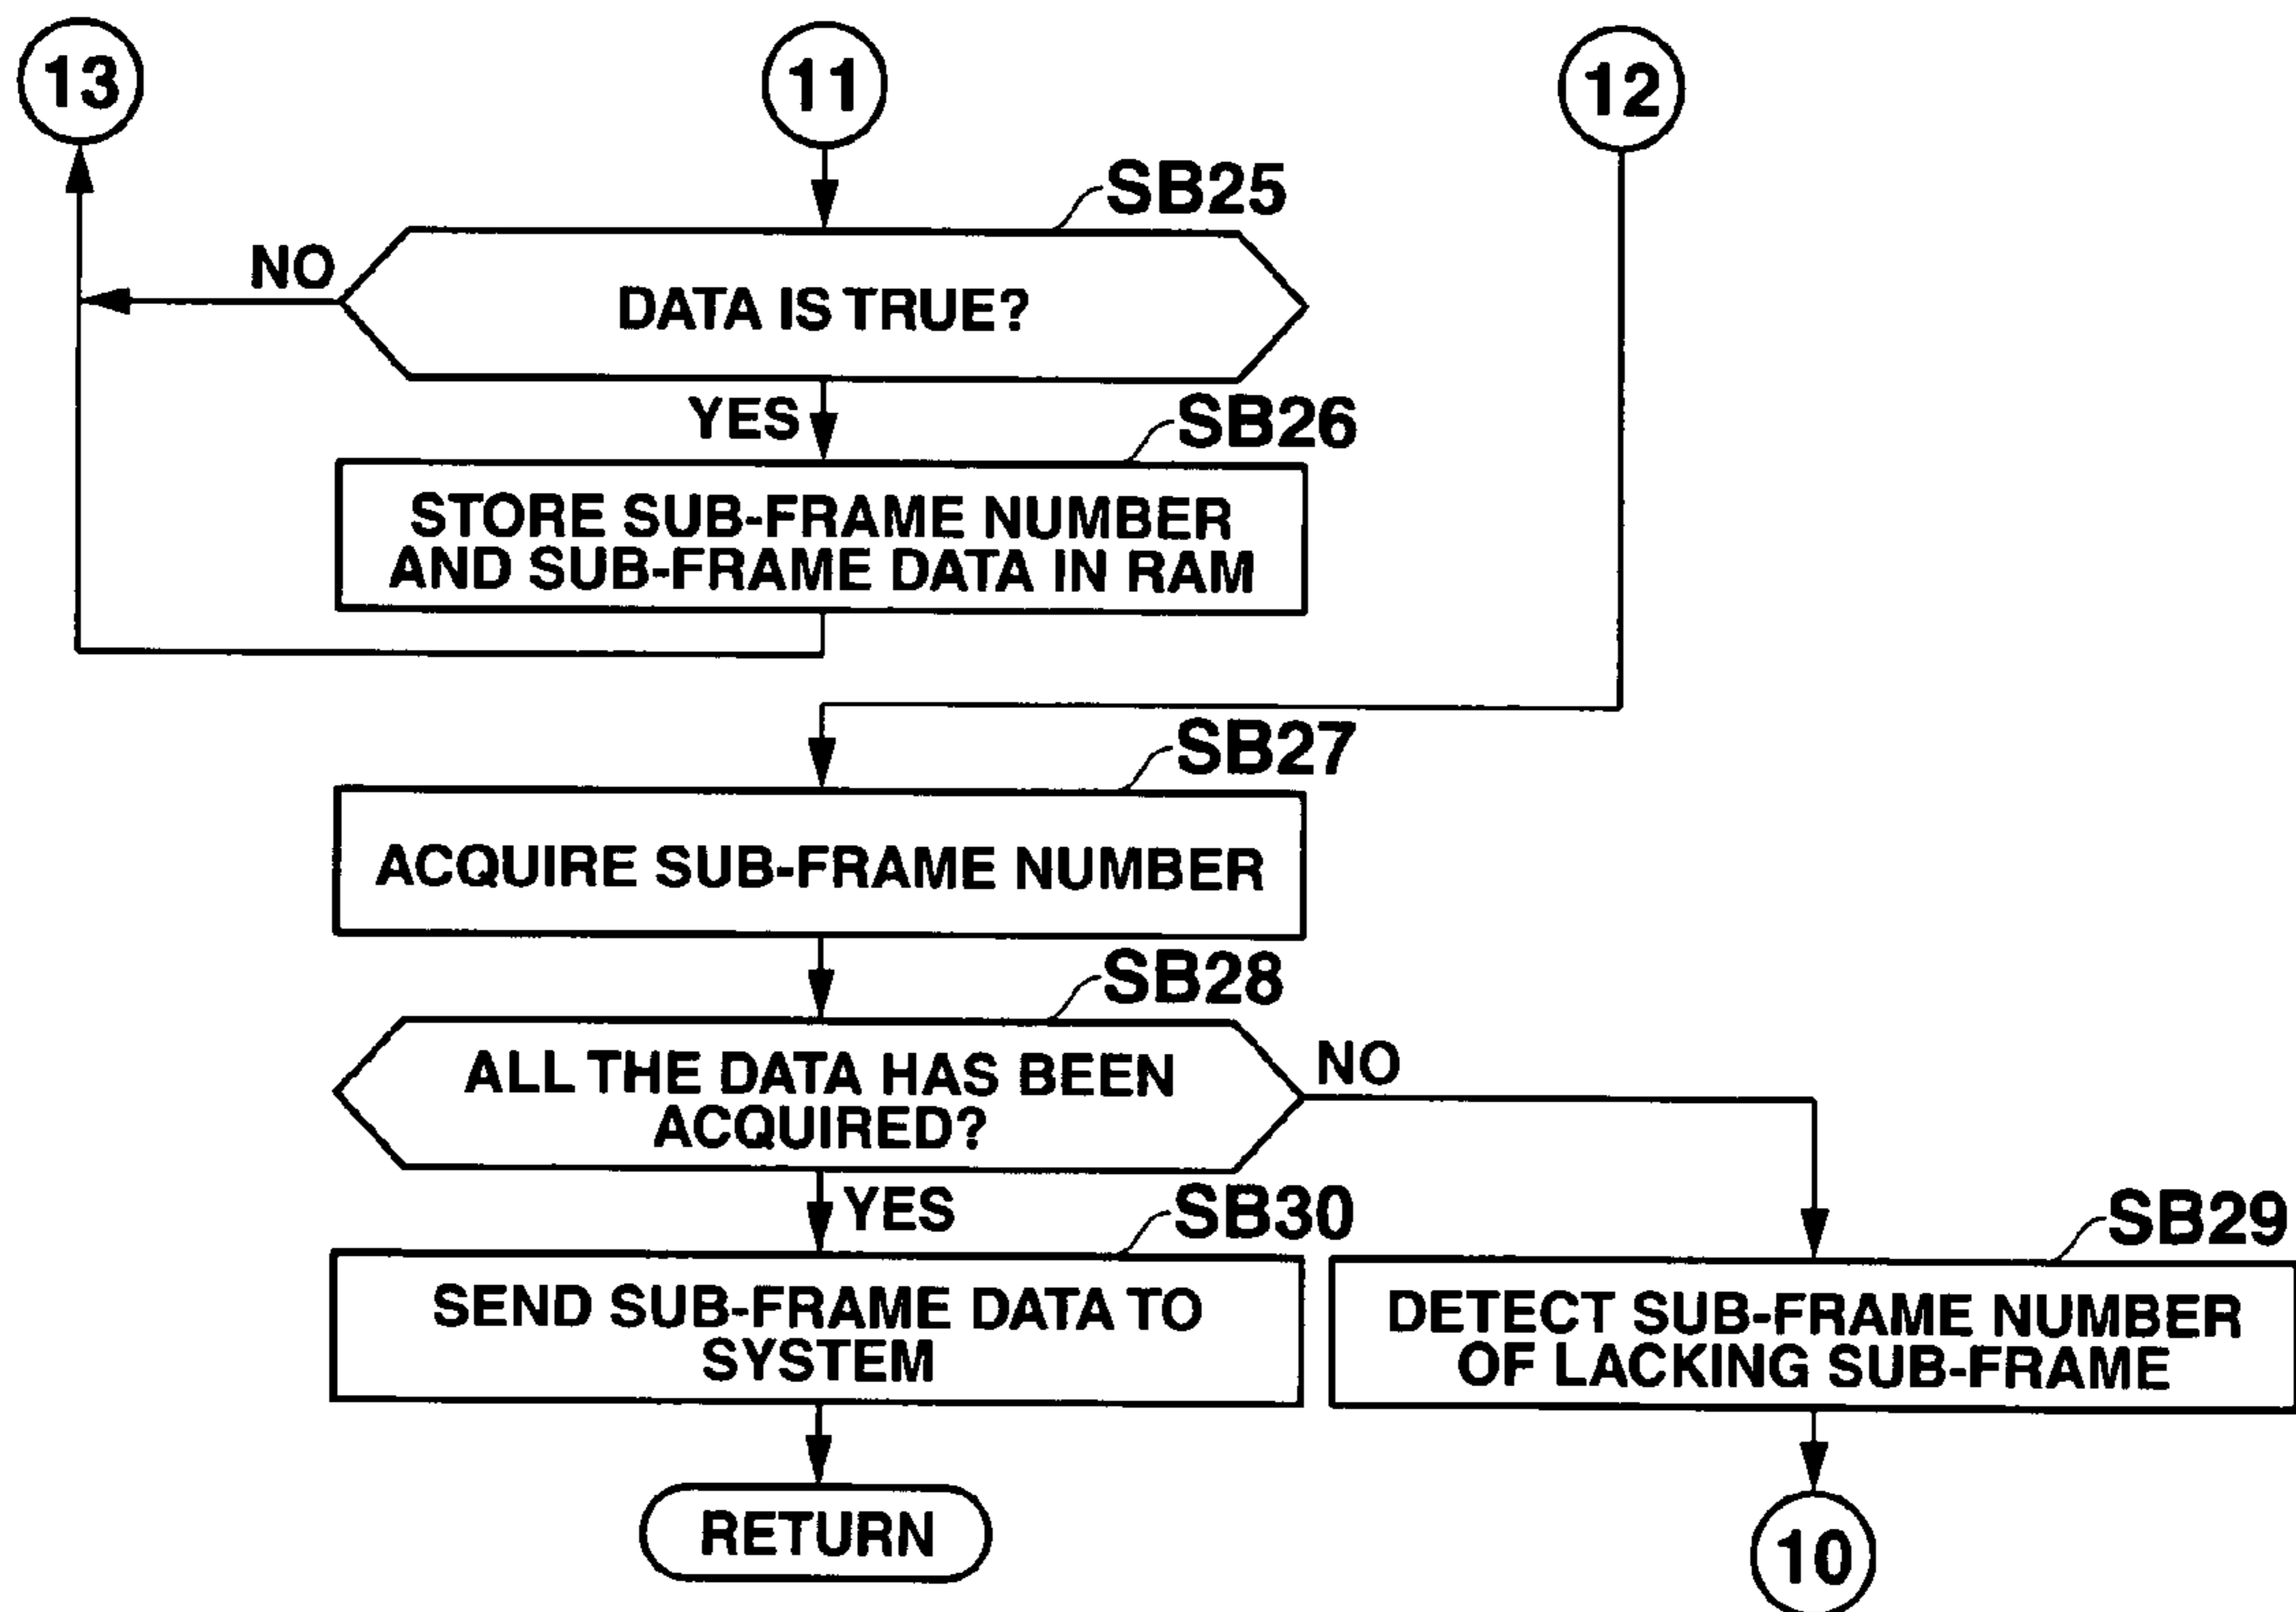 13
11
12
SB25
NO
DATA IS TRUE?
YES
SB26
STORE SUB-FRAME NUMBER
AND SUB-FRAME DATA IN RAM
SB27
ACQUIRE SUB-FRAME NUMBER
SB28
ALL THE DATA HAS BEEN
ACQUIRED?
NO
YES
SB30
SEND SUB-FRAME DATA TO
SYSTEM
SB29
DETECT SUB-FRAME NUMBER
OF LACKING SUB-FRAME
RETURN
10